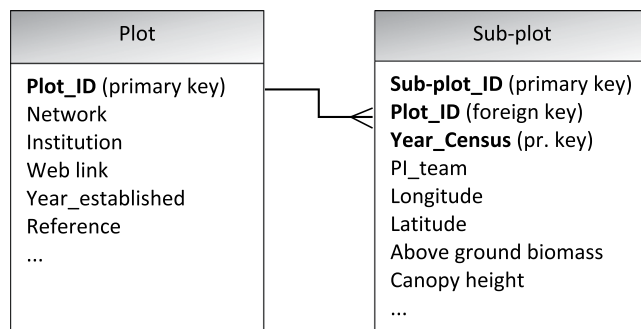 Plot
Plot_ID (primary key)
Network
Institution
Web link
Year_established
Reference
...
Sub-plot
Sub-plot_ID (primary key)
Plot_ID (foreign key)
Year_Census (pr. key)
PI_team
Longitude
Latitude
Above ground biomass
Canopy height
...